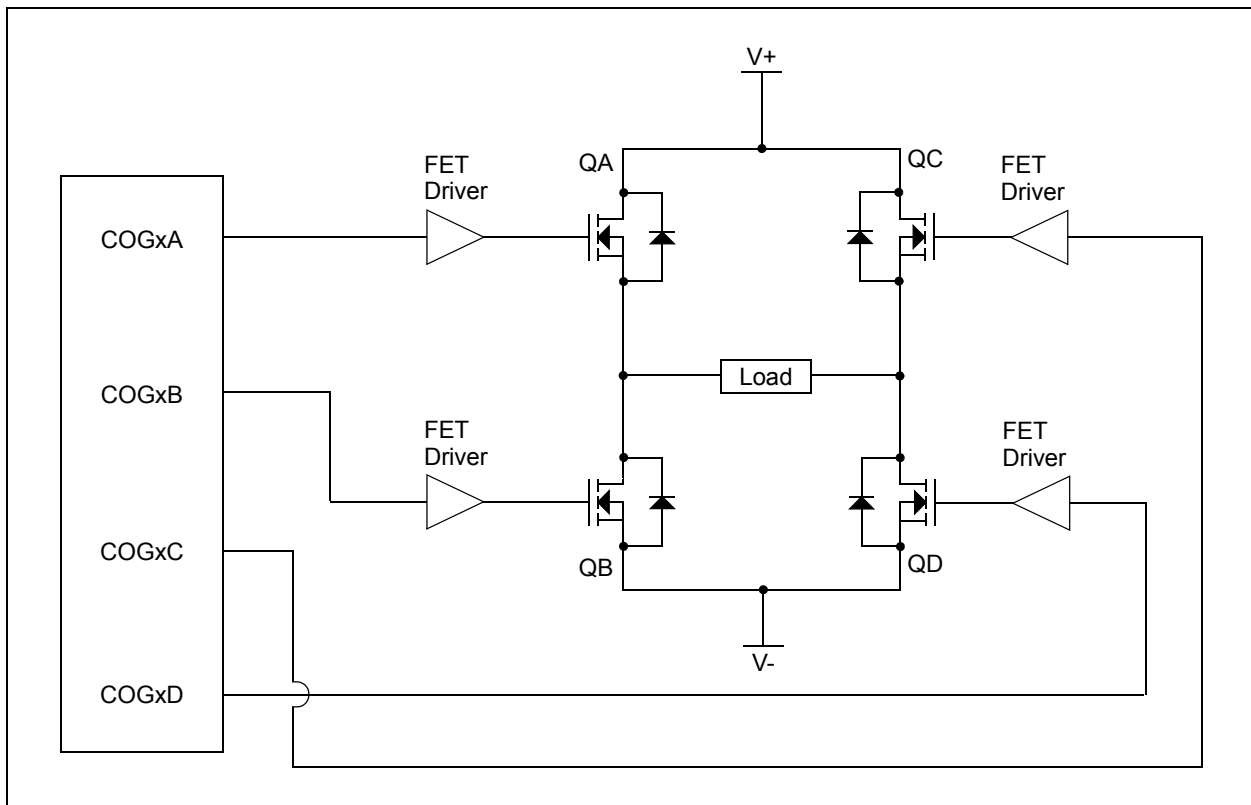 V+
QA
QC
FET
Driver
FET
Driver
COGxA
COGxB
Load
FET
Driver
FET
Driver
COGxC
QB
QD
V-
COGxD